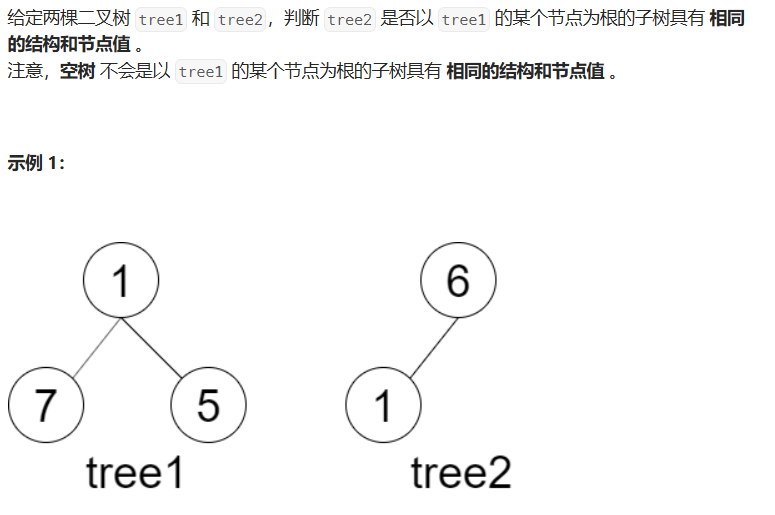 给定两棵二叉树 tree1 和 tree2，判断 tree2 是否以 tree1 的某个节点为根的子树具有 相同
的结构和节点值 。
注意，空树 不会是以 tree1 的某个节点为根的子树具有 相同的结构和节点值 。
示例 1：
1
6
7
5
1
tree1
tree2